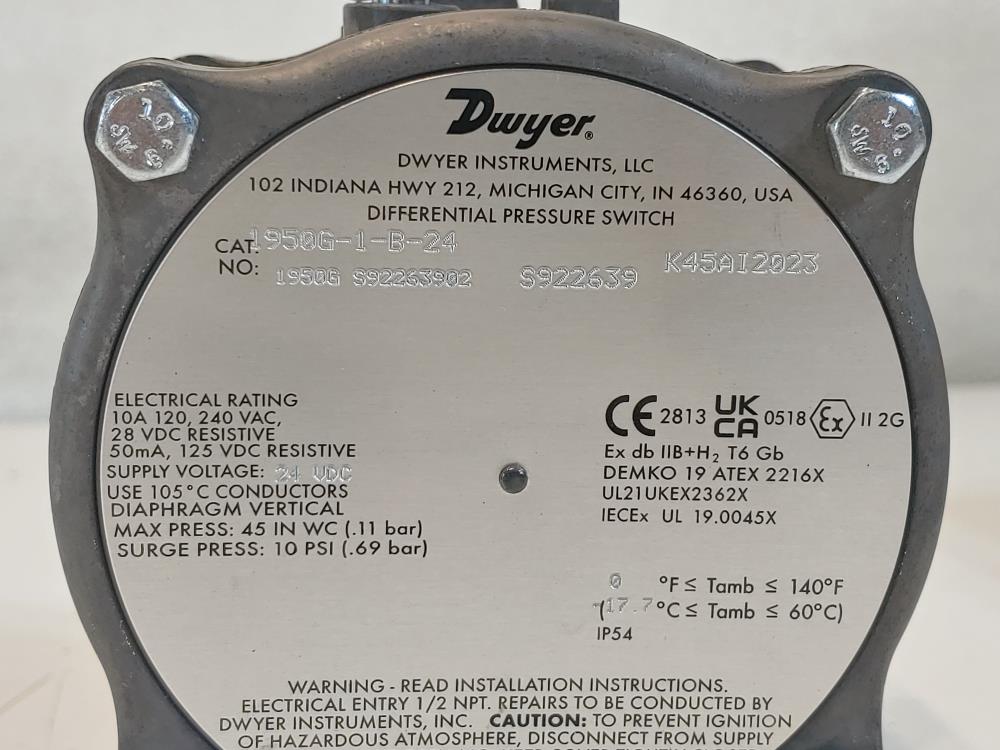 10.9
SW
10.9
SW
Dwyer®
DWYER INSTRUMENTS, LLC
102 INDIANA HWY 212, MICHIGAN CITY, IN 46360, USA
DIFFERENTIAL PRESSURE SWITCH
CAT. 1950G-1-B-24
NO: 1950G S92263902 S922639 K45AI2023
ELECTRICAL RATING
10A 120, 240 VAC,
28 VDC RESISTIVE
50mA, 125 VDC RESISTIVE
SUPPLY VOLTAGE: 24 VDC
USE 105°C CONDUCTORS
DIAPHRAGM VERTICAL
MAX PRESS: 45 IN WC (.11 bar)
SURGE PRESS: 10 PSI (.69 bar)
CE 2813 UKCA 0518 Ex II 2G
Ex db IIB+H₂ T6 Gb
DEMKO 19 ATEX 2216X
UL21UKEX2362X
IECEx UL 19.0045X
0 °F ≤ Tamb ≤ 140°F
(-17.7°C ≤ Tamb ≤ 60°C)
IP54
WARNING - READ INSTALLATION INSTRUCTIONS.
ELECTRICAL ENTRY 1/2 NPT. REPAIRS TO BE CONDUCTED BY
DWYER INSTRUMENTS, INC. CAUTION: TO PREVENT IGNITION
OF HAZARDOUS ATMOSPHERE, DISCONNECT FROM SUPPLY